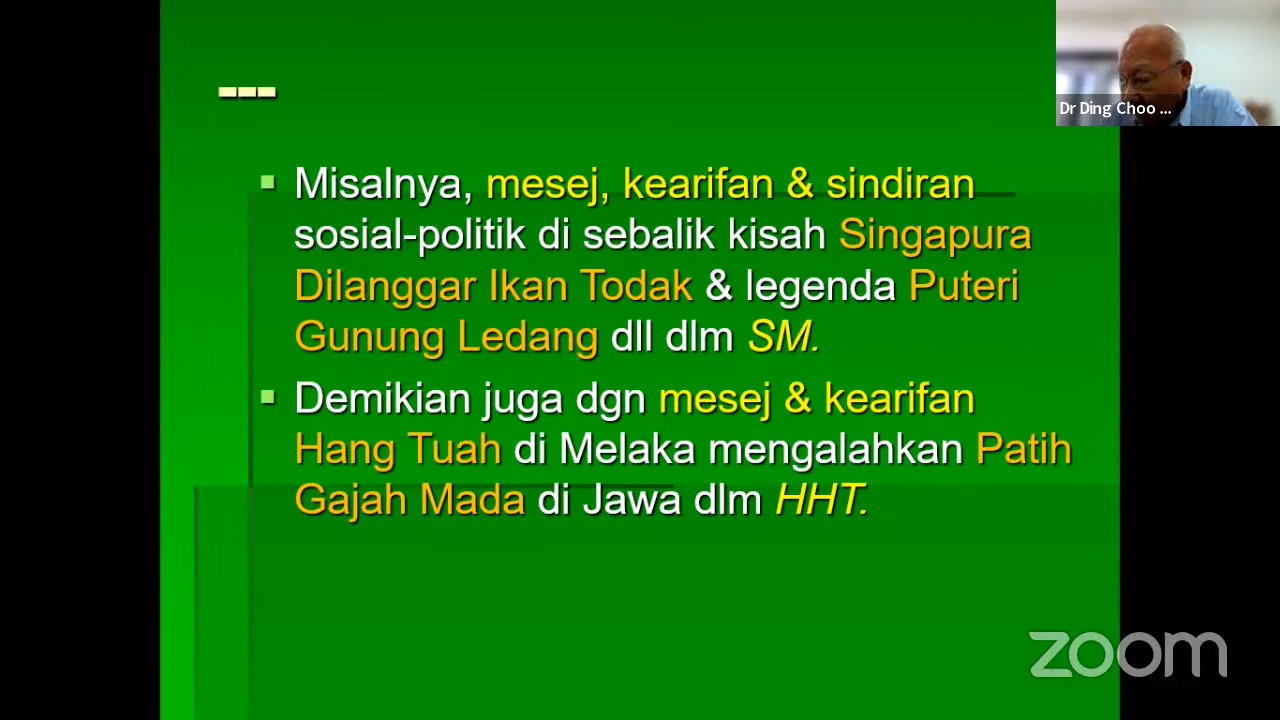 ---
Dr Ding Choo ...
Misalnya, mesej, kearifan & sindiran
sosial-politik di sebalik kisah Singapura
Dilanggar Ikan Todak & legenda Puteri
Gunung Ledang dll dlm SM.
Demikian juga dgn mesej & kearifan
Hang Tuah di Melaka mengalahkan Patih
Gajah Mada di Jawa dlm HHT.
zoom